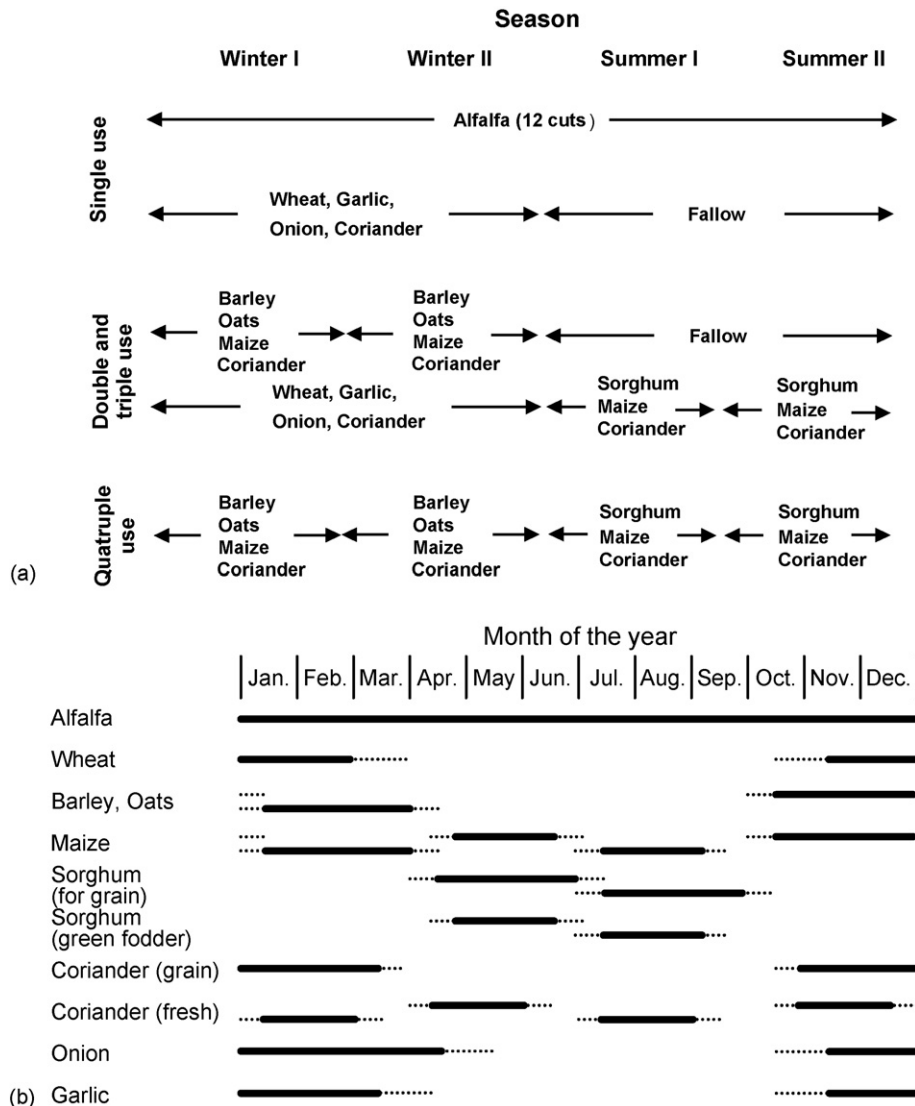 Season
Winter I Winter II Summer I Summer II
Single use
Alfalfa (12 cuts)
Wheat, Garlic,
Onion, Coriander
Fallow
Double and
triple use
Barley
Oats
Maize
Coriander
Barley
Oats
Maize
Coriander
Fallow
Wheat, Garlic,
Onion, Coriander
Sorghum
Maize
Coriander
Sorghum
Maize
Coriander
Quatruple
use
Barley
Oats
Maize
Coriander
Barley
Oats
Maize
Coriander
Sorghum
Maize
Coriander
Sorghum
Maize
Coriander
(a)
Month of the year
Jan. Feb. Mar. Apr. May Jun. Jul. Aug. Sep. Oct. Nov. Dec.
Alfalfa
Wheat
Barley, Oats
Maize
Sorghum
(for grain)
Sorghum
(green fodder)
Coriander (grain)
Coriander (fresh)
Onion
(b) Garlic